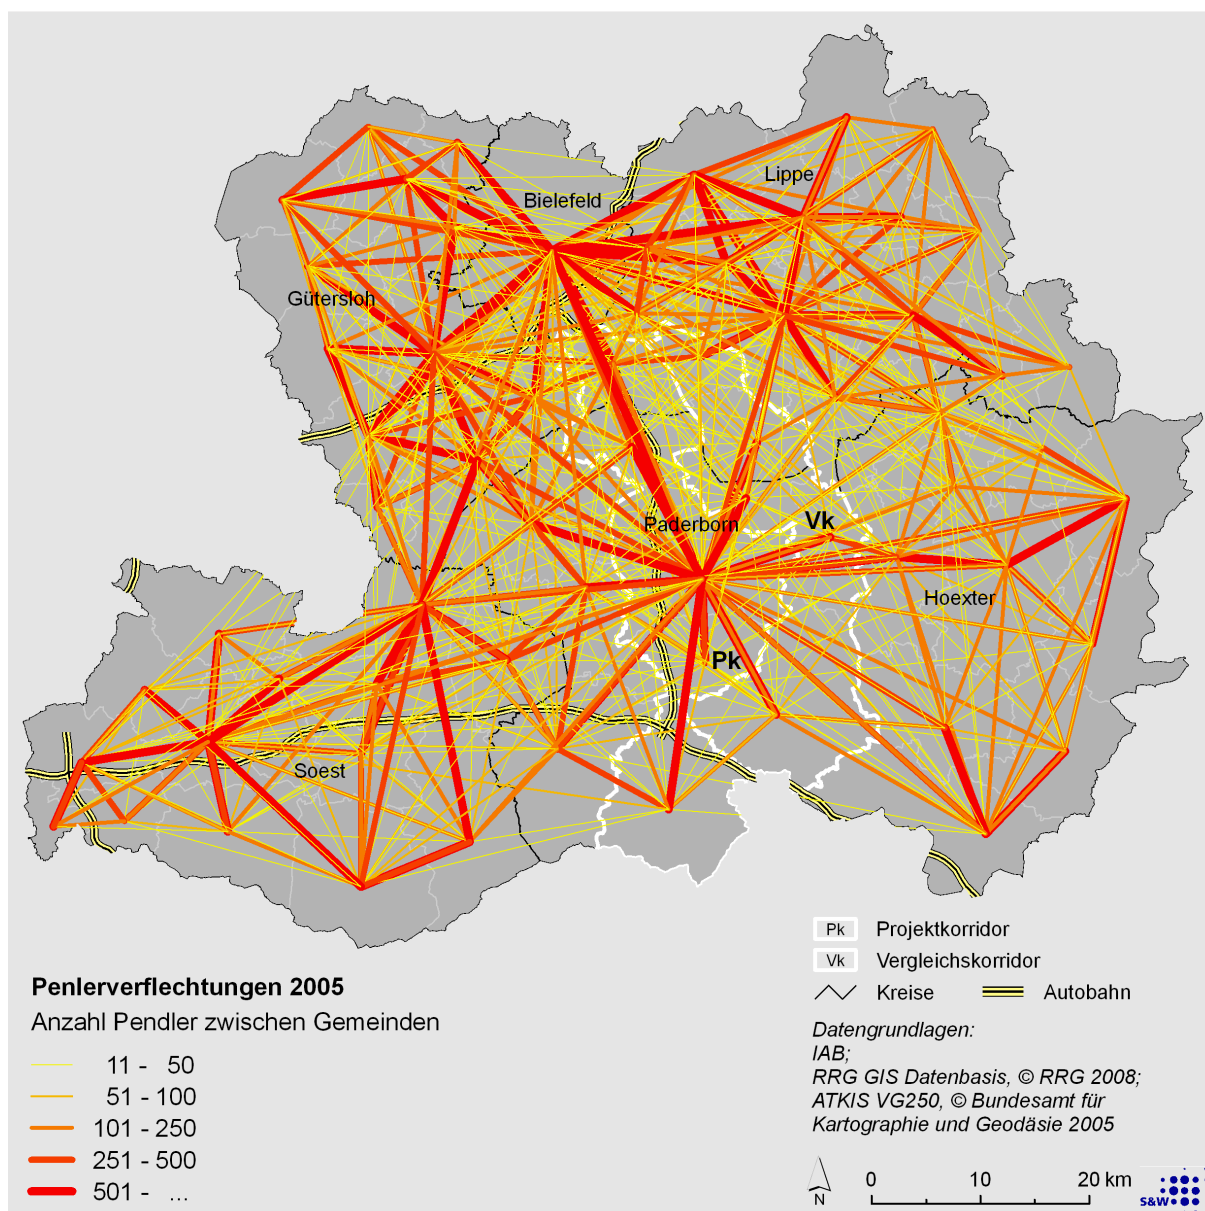 Lippe
Bielefeld
Gütersloh
Paderborn
Vk
Hoexter
Pk
Soest
Penlerverflechtungen 2005
Anzahl Pendler zwischen Gemeinden
11 - 50
51 - 100
101 - 250
251 - 500
501 - ...
Pk Projektkorridor
Vk Vergleichskorridor
Kreise Autobahn
Datengrundlagen:
IAB;
RRG GIS Datenbasis, © RRG 2008;
ATKIS VG250, © Bundesamt für
Kartographie und Geodäsie 2005
N
0 10 20 km
S&W